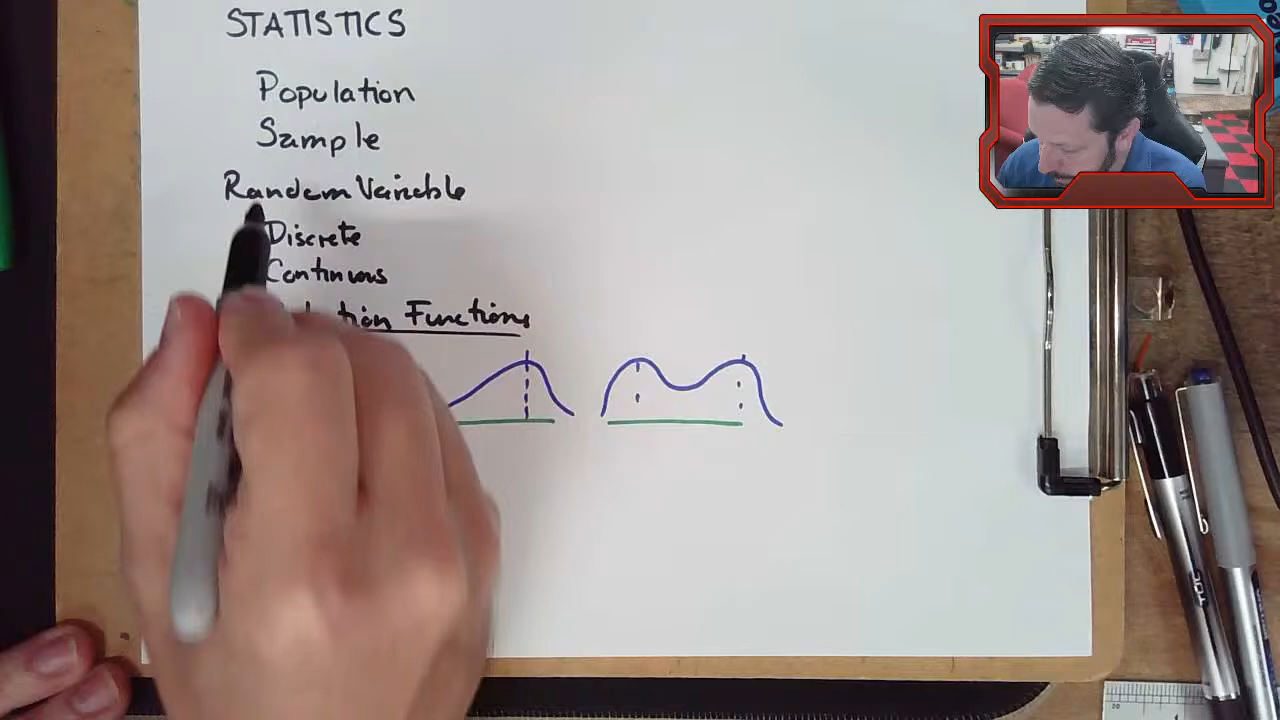 STATISTICS
Population
Sample
Random Variable
Discrete
Continuous
Functions